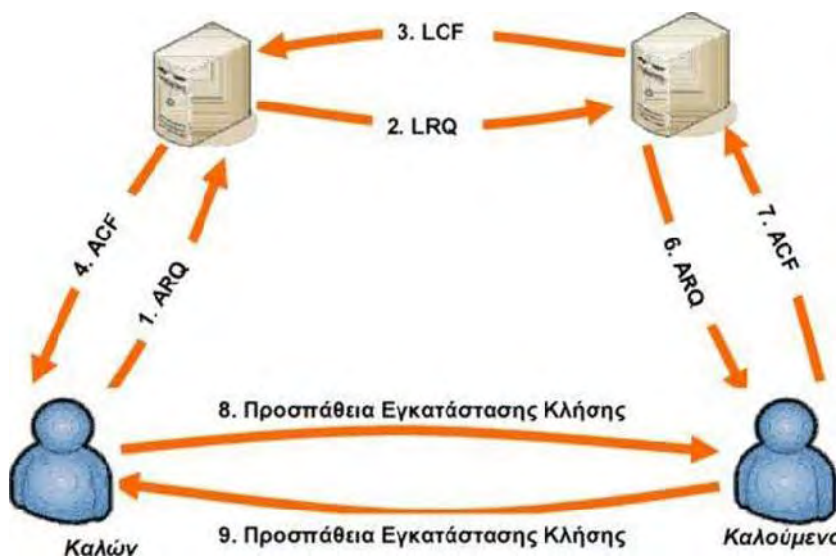 3. LCF
2. LRQ
4. ACF
1. ARQ
6. ARQ
7. ACF
8. Προσπάθεια Εγκατάστασης Κλήσης
9. Προσπάθεια Εγκατάστασης Κλήσης
Καλών
Καλούμενο